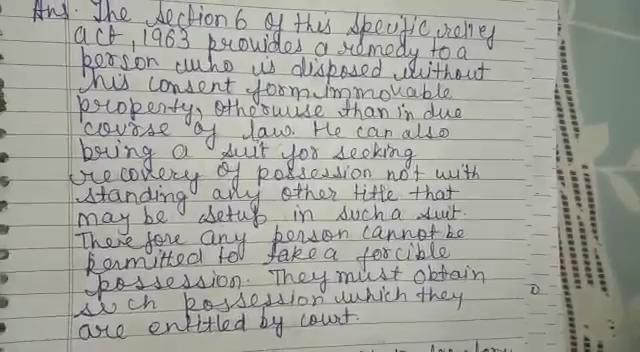 Ans. The section 6 of this specific relief
act, 1963 provides a remedy to a
person who is disposed without
his consent form immovable
property, otherwise than in due
course of law. He can also
bring a suit for seeking
recovery of possession not with
standing any other title that
may be setup in such a suit.
There fore any person cannot be
permitted to take a forcible
possession. They must obtain
such possession which they
are entitled by court.